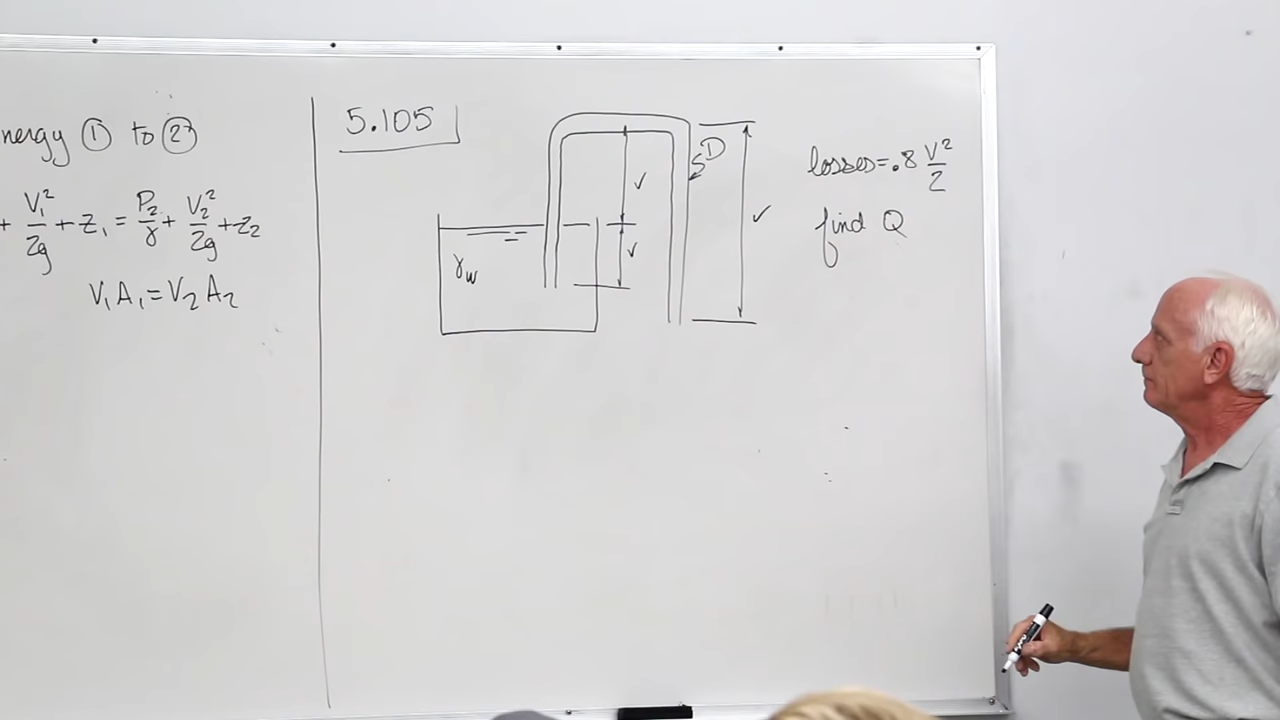 nergy ① to ②
+ V₁²/2g + z₁ = P₂/γ + V₂²/2g + z₂
V₁A₁ = V₂A₂
5.105
D
γw
losses = .8 V²/2
find Q